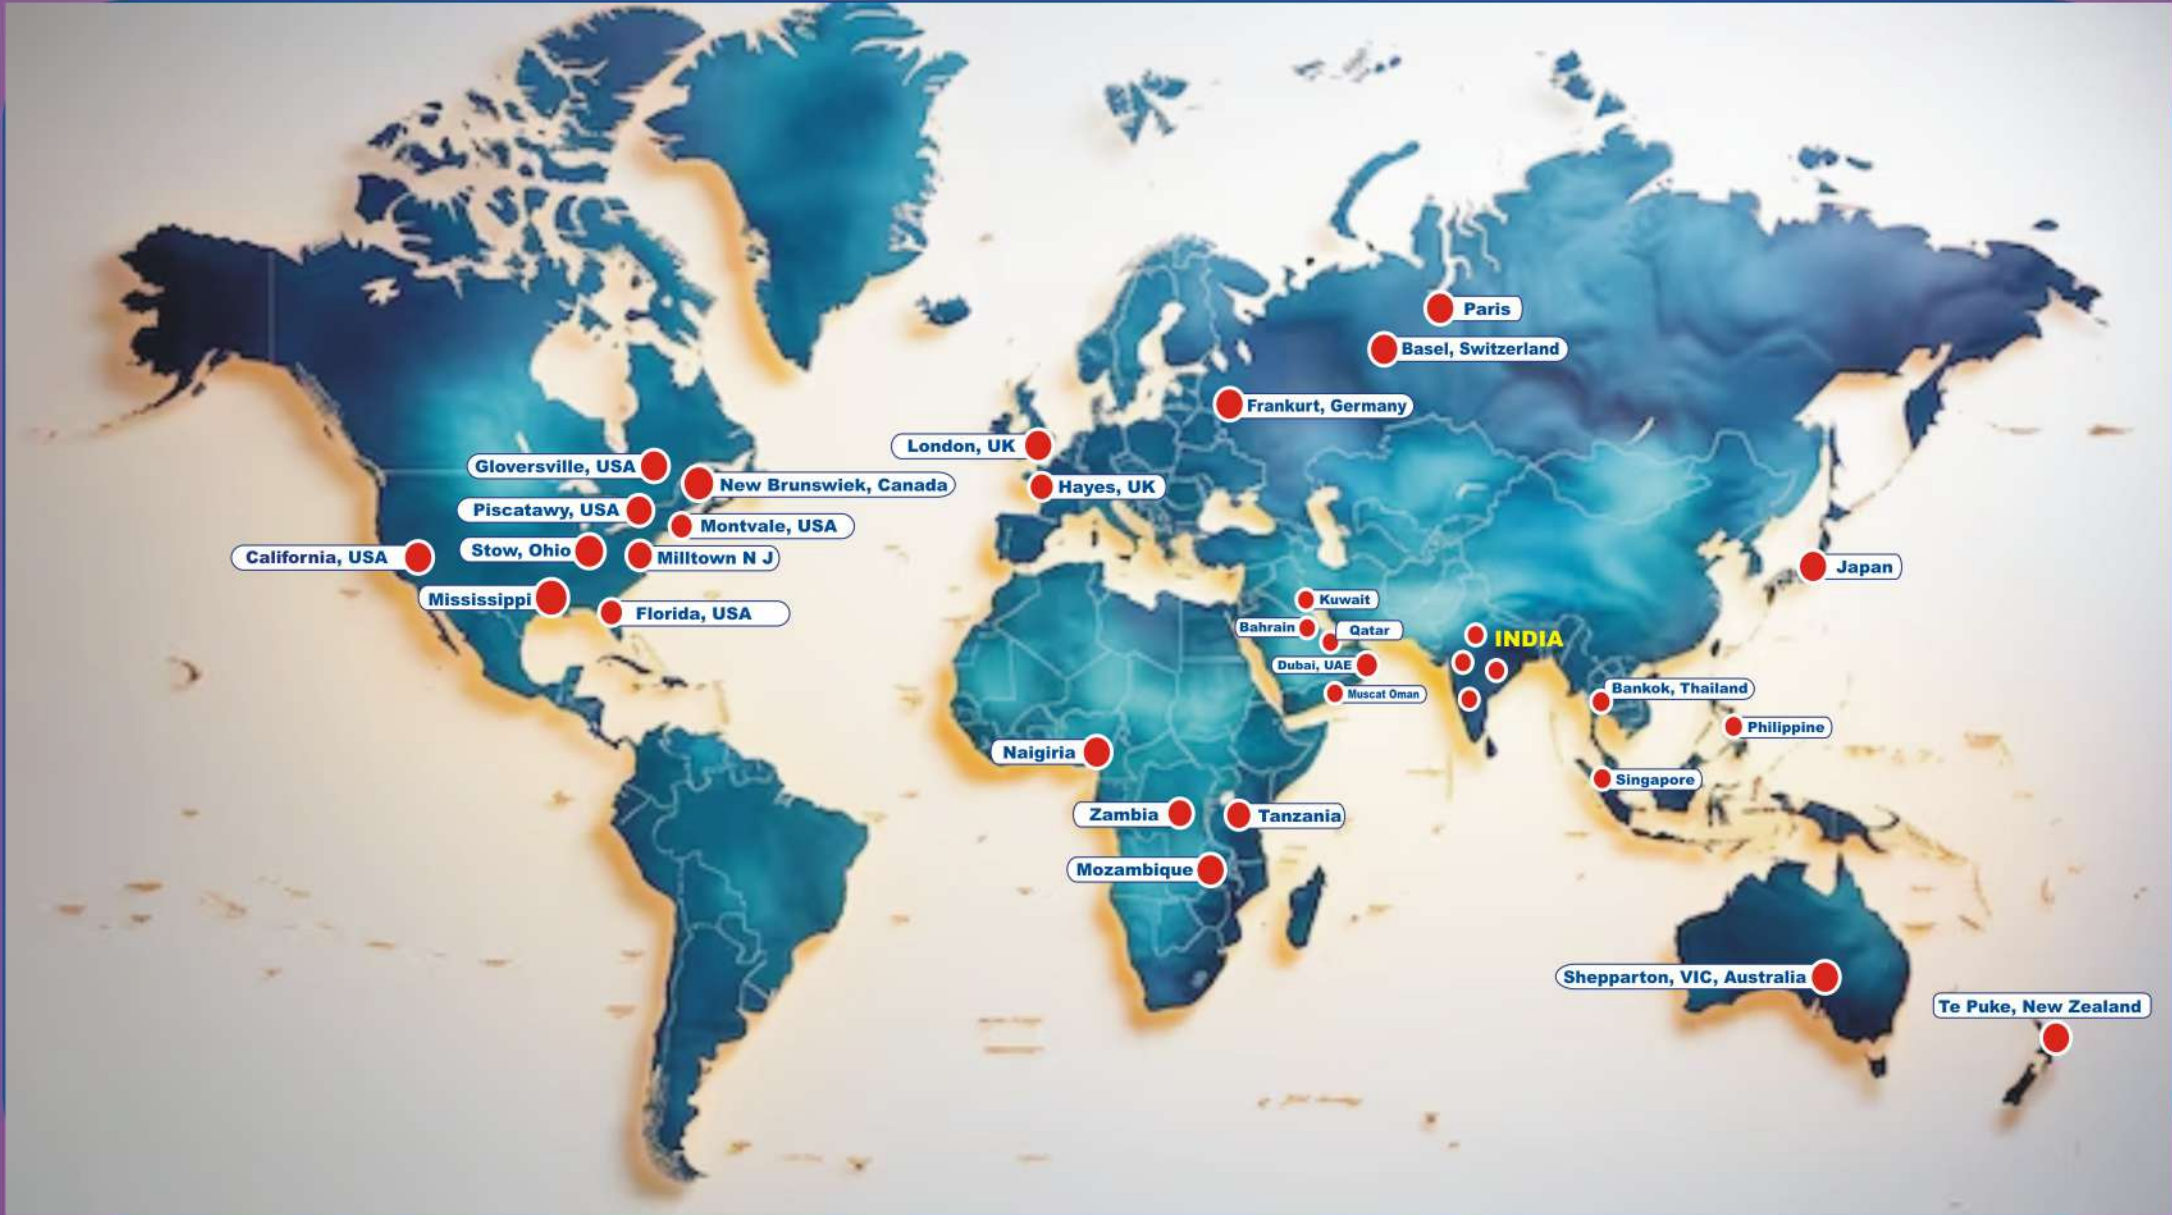 Paris
Basel, Switzerland
Frankurt, Germany
London, UK
Gloversville, USA
New Brunswiek, Canada
Hayes, UK
Piscatawy, USA
Montvale, USA
Stow, Ohio
Milltown N J
California, USA
Japan
Mississippi
Florida, USA
Kuwait
Bahrain
Qatar
INDIA
Dubai, UAE
Muscat Oman
Bankok, Thailand
Philippine
Naigiria
Singapore
Zambia
Tanzania
Mozambique
Shepparton, VIC, Australia
Te Puke, New Zealand